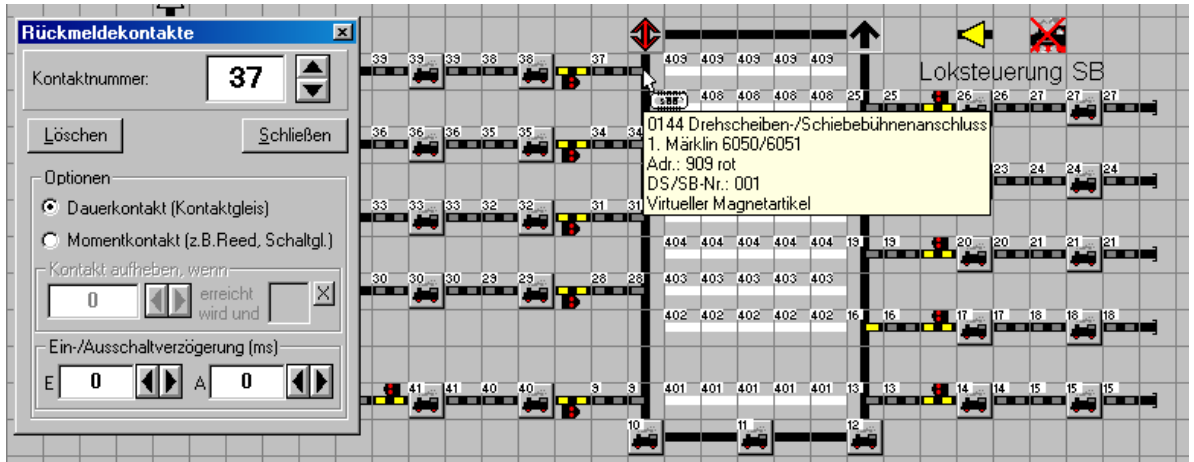 Rückmeldekontakte
Kontaktnummer:
37
Löschen
Schließen
Optionen
Dauerkontakt (Kontaktgleis)
Momentkontakt (z.B.Reed, Schaltgl.)
Kontakt aufheben, wenn
0
erreicht
wird und
X
Ein-/Ausschaltverzögerung (ms)
E 0 A 0
39 39 39 38 38 37 409 409 409 409 409
Loksteuerung SB
SBB
408 408 408 408 25 25 26 26 27 27 27
0144 Drehscheiben-/Schiebebühnenanschluss
1. Märklin 6050/6051
Adr.: 909 rot
DS/SB-Nr.: 001
Virtueller Magnetartikel
36 36 36 35 35 34 34
23 24 24 24
33 33 33 32 32 31 31
404 404 404 404 404 19 19 20 20 21 21 21
30 30 30 29 29 28 28 403 403 403 403 403
402 402 402 402 402 16 16 17 17 18 18 18
41 41 40 40 9 9 401 401 401 401 401 13 13 14 14 15 15 15
10 11 12